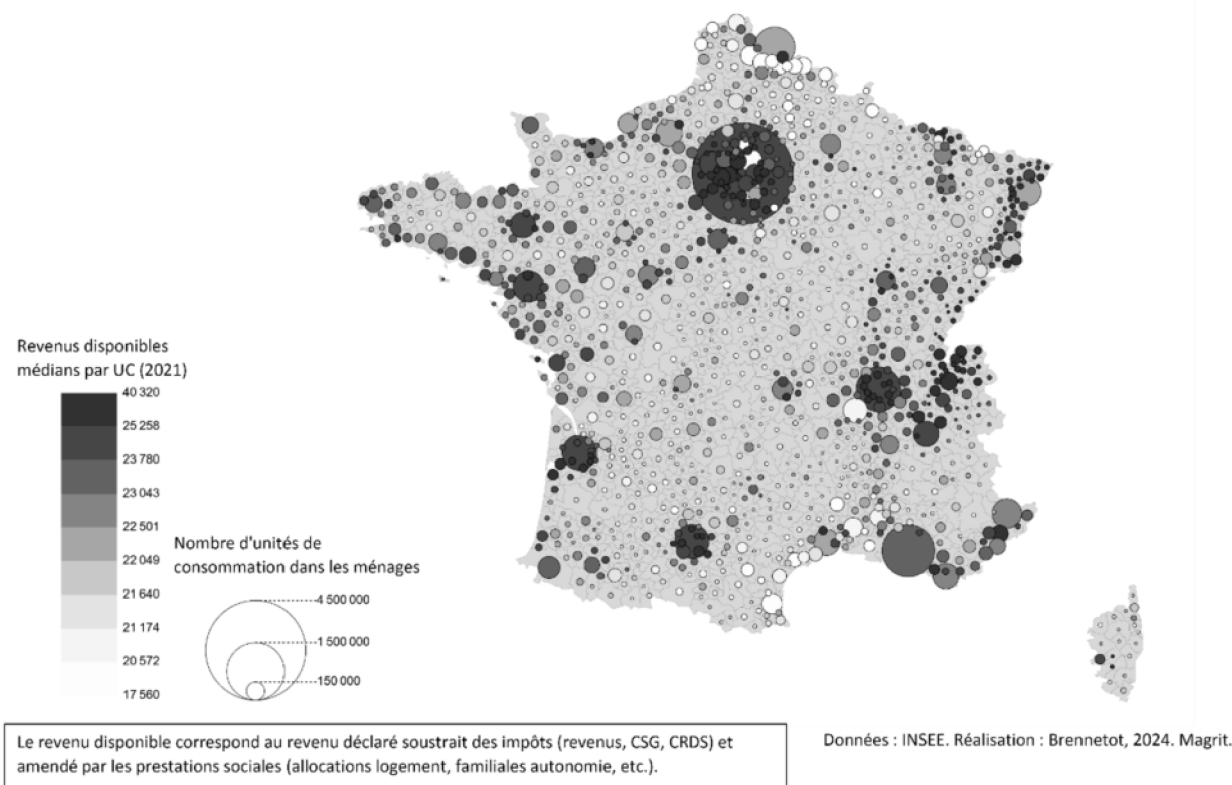 Revenus disponibles
médians par UC (2021)
40 320
25 258
23 780
23 043
22 501
22 049
21 640
21 174
20 572
17 560
Nombre d'unités de
consommation dans les ménages
4 500 000
1 500 000
150 000
Le revenu disponible correspond au revenu déclaré soustrait des impôts (revenus, CSG, CRDS) et
amendé par les prestations sociales (allocations logement, familiales autonomie, etc.).
Données : INSEE. Réalisation : Brennetot, 2024. Magrit.